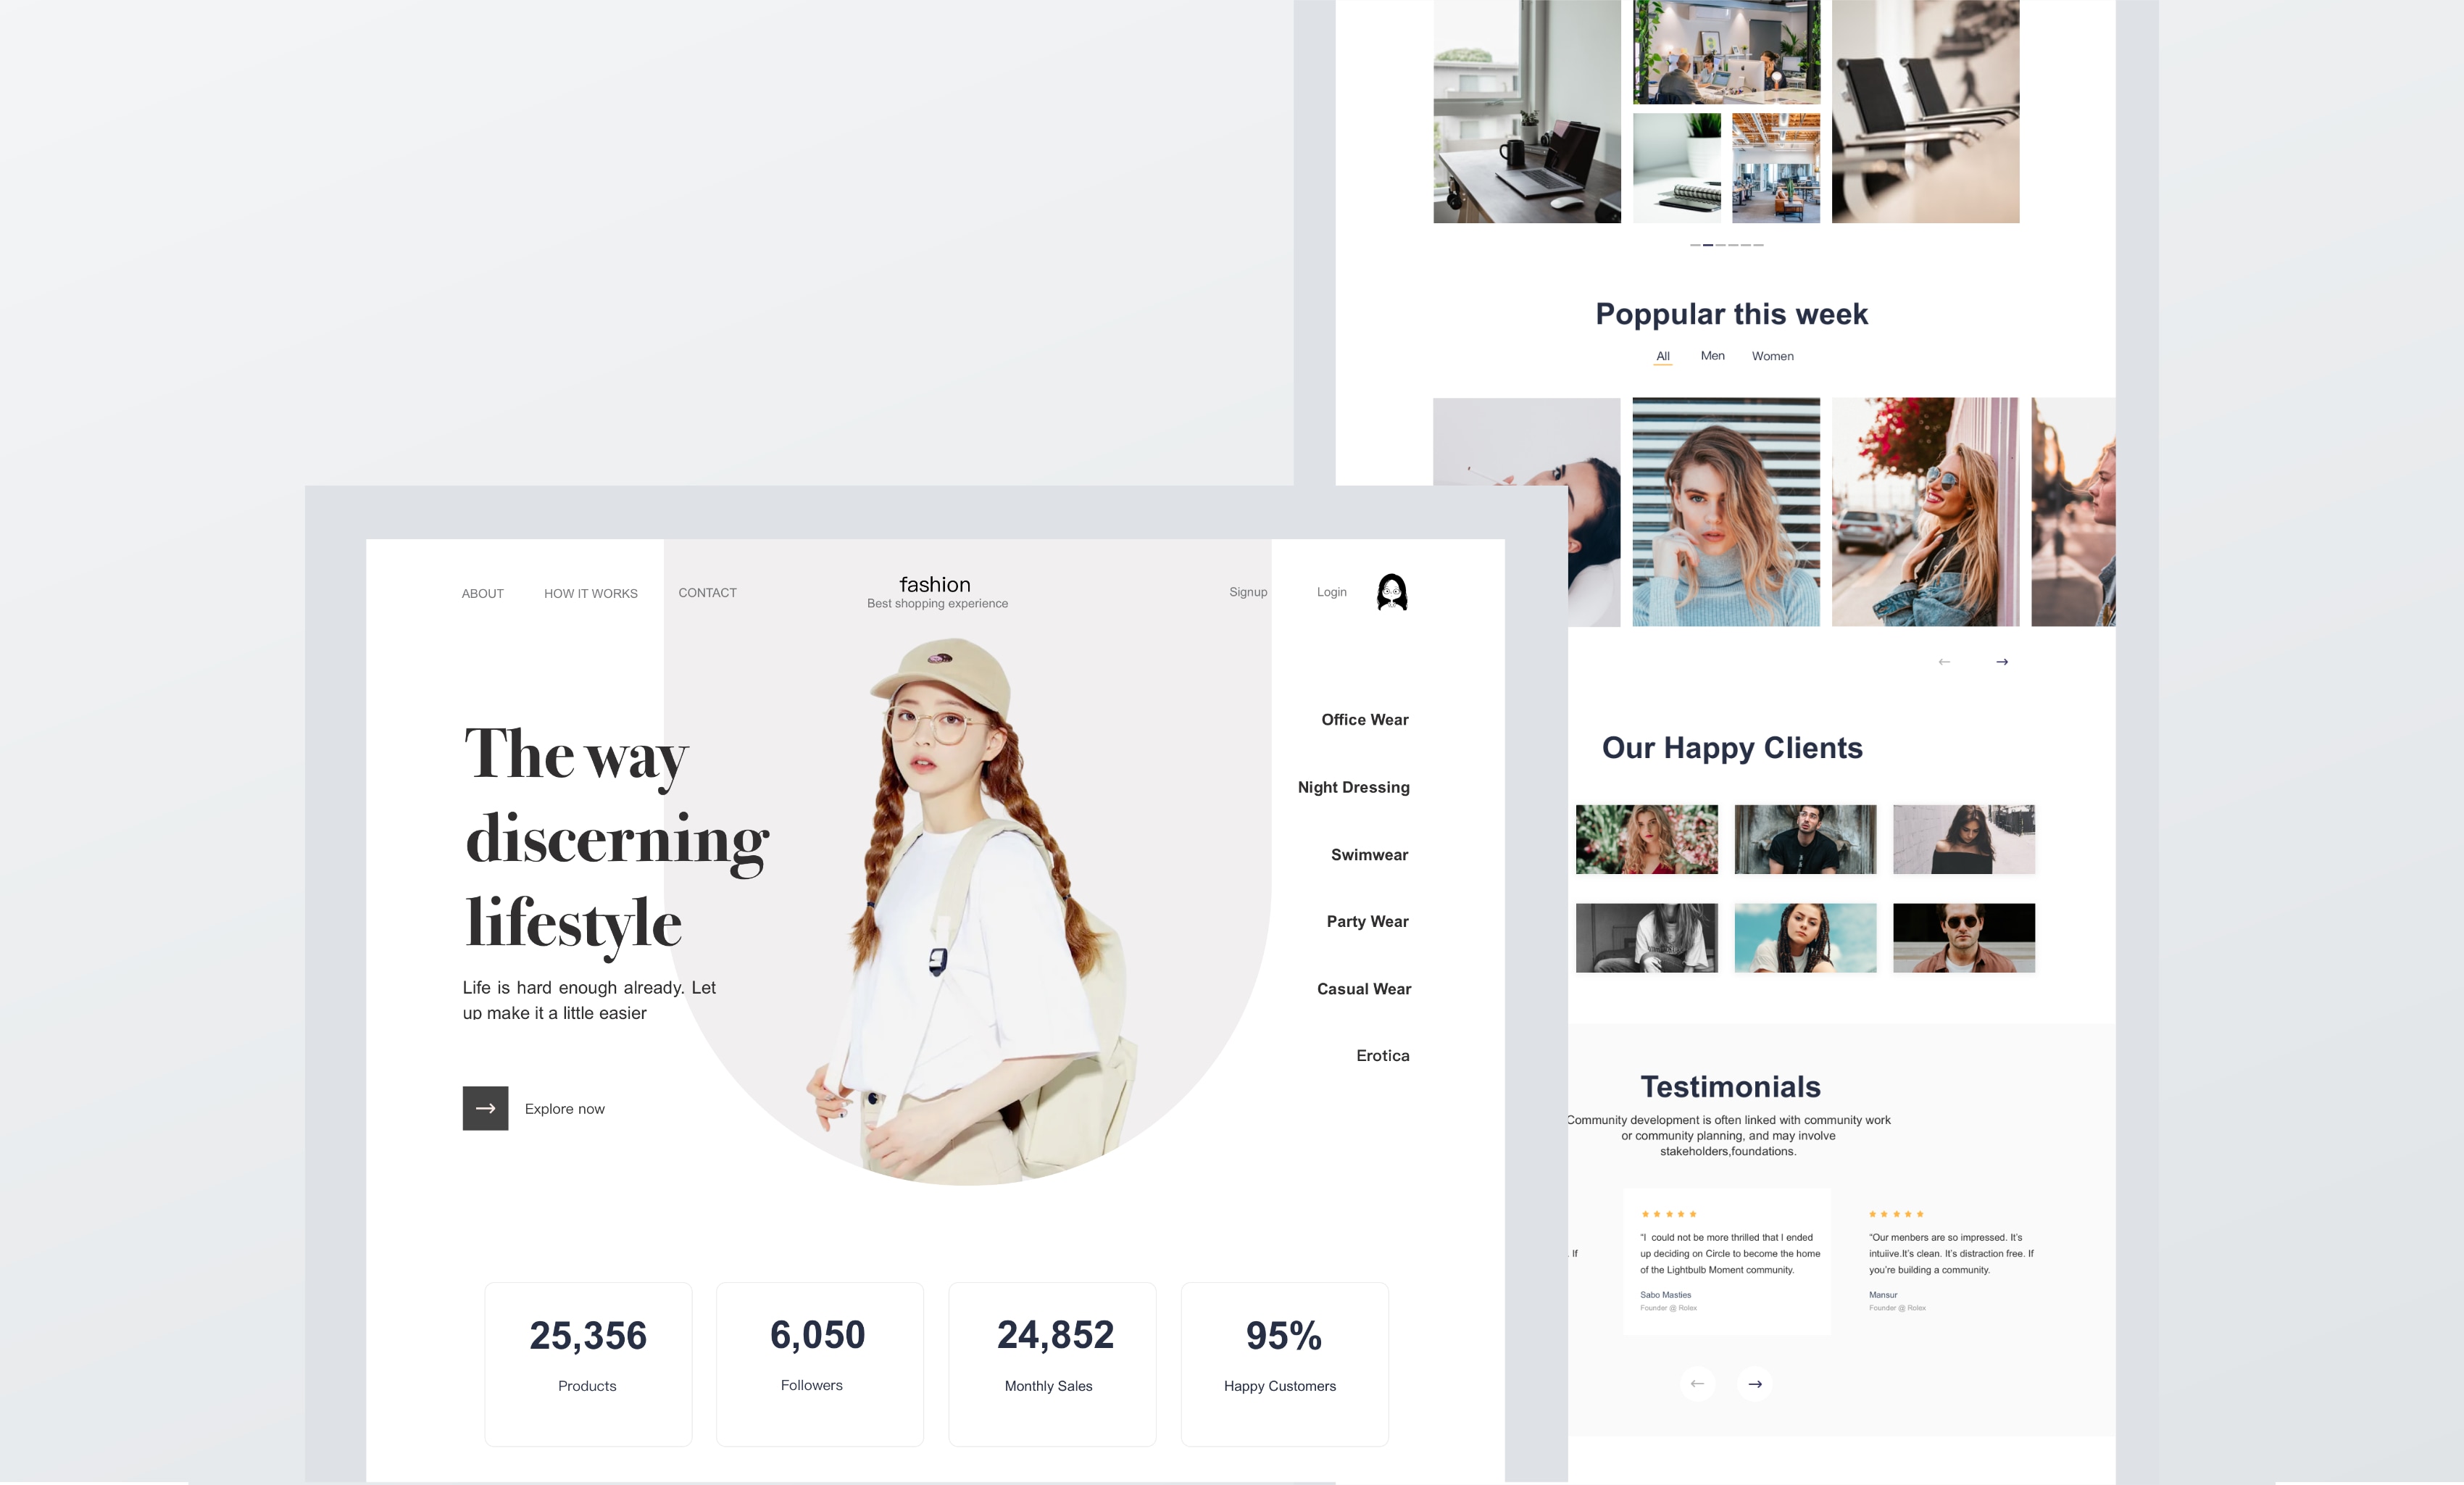 Poppular this week
All
Men
Women
ABOUT
HOW IT WORKS
CONTACT
fashion
Best shopping experience
Signup
Login
The way
discerning
lifestyle
Life is hard enough already. Let
up make it a little easier
Explore now
Office Wear
Night Dressing
Swimwear
Party Wear
Casual Wear
Erotica
25,356
Products
6,050
Followers
24,852
Monthly Sales
95%
Happy Customers
Our Happy Clients
Testimonials
Community development is often linked with community work
or community planning, and may involve
stakeholders,foundations.
. If
“I could not be more thrilled that I ended
up deciding on Circle to become the home
of the Lightbulb Moment community.
Sabo Masties
Founder @ Rolex
“Our menbers are so impressed. It's
intuiive.It's clean. It's distraction free. If
you're building a community.
Mansur
Founder @ Rolex